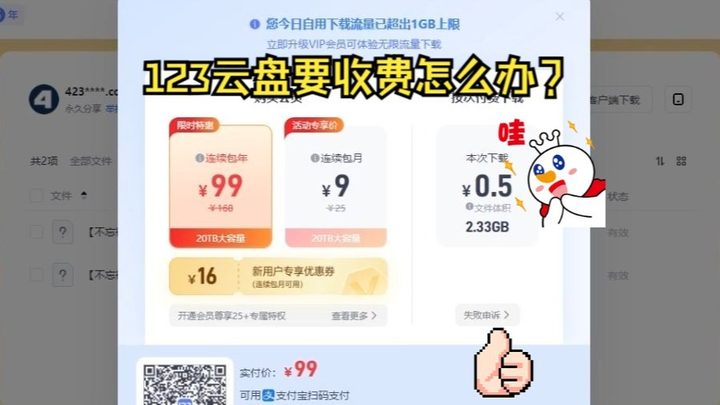 年
您今日自用下载流量已超出1GB上限
立即升级VIP会员可体验无限流量下载
123云盘要收费怎么办？
购买会员
按次付费下载
423****.co
永久分享
客户端下载
哇
限时特惠
活动专享价
连续包年
连续包月
本次下载
¥99
¥9
¥0.5
¥168
¥25
文件体积
2.33GB
20TB大容量
20TB大容量
共2项
全部文件
文件
状态
【不忘
有效
【不忘
有效
¥16
新用户专享优惠券
(连续包月可用)
开通会员尊享25+专属特权
查看更多 >
失败申诉 >
实付价：¥99
可用支付宝扫码支付